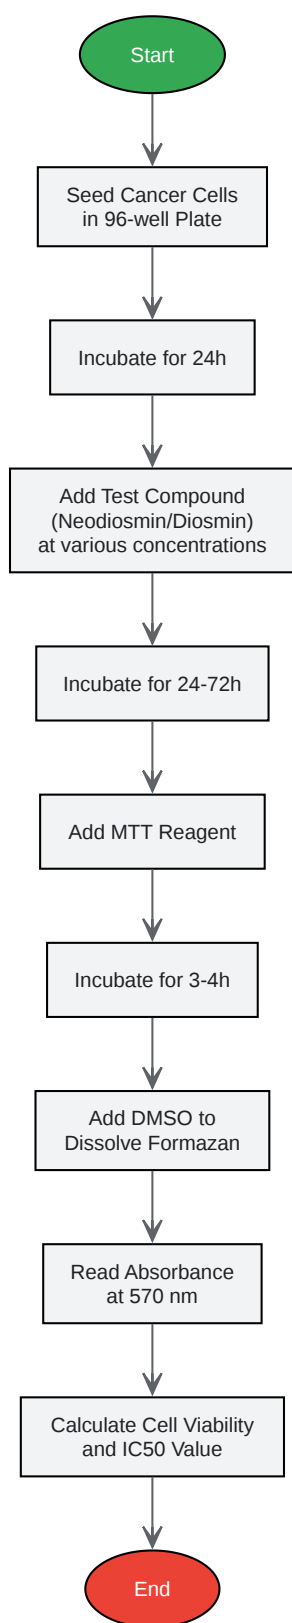 Start
Seed Cancer Cells
in 96-well Plate
Incubate for 24h
Add Test Compound
(Neodiosmin/Diosmin)
at various concentrations
Incubate for 24-72h
Add MTT Reagent
Incubate for 3-4h
Add DMSO to
Dissolve Formazan
Read Absorbance
at 570 nm
Calculate Cell Viability
and IC50 Value
End